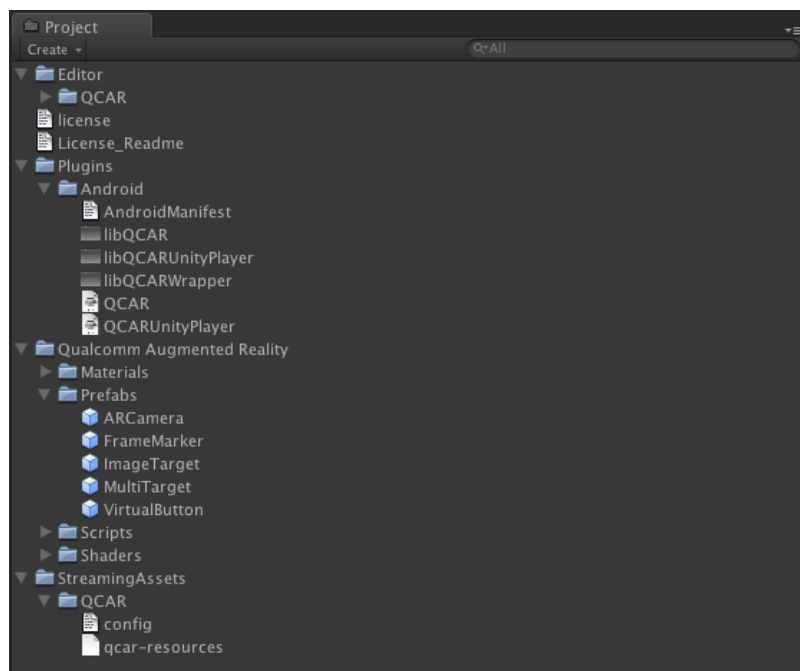 Project
Create
All
Editor
QCAR
license
License_Readme
Plugins
Android
AndroidManifest
libQCAR
libQCARUnityPlayer
libQCARWrapper
QCAR
QCARUnityPlayer
Qualcomm Augmented Reality
Materials
Prefabs
ARCamera
FrameMarker
ImageTarget
MultiTarget
VirtualButton
Scripts
Shaders
StreamingAssets
QCAR
config
qcar-resources